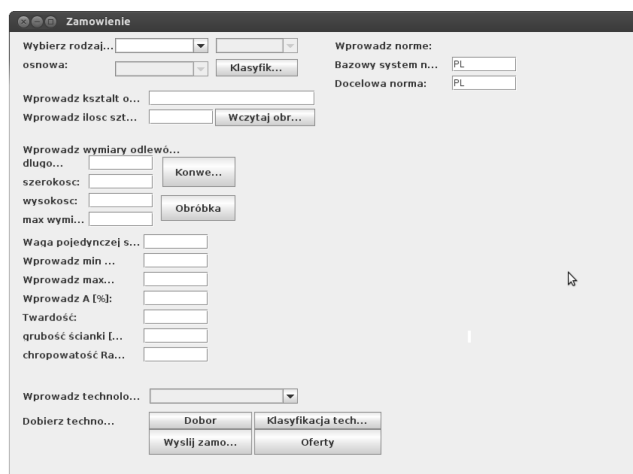 Zamowienie
Wybierz rodzaj...
osnowa:
Klasyfik...
Wprowadz norme:
Bazowy system n... PL
Docelowa norma: PL
Wprowadz ksztalt o...
Wprowadz ilosc szt... Wczytaj obr...
Wprowadz wymiary odlewó...
dlugo...
szerokosc:
Konwe...
wysokosc:
max wymi...
Obróbka
Waga pojedynczej s...
Wprowadz min ...
Wprowadz max...
Wprowadz A [%]:
Twardość:
grubość ścianki [...
chropowatość Ra...
Wprowadz technolo...
Dobierz techno... Dobor Klasyfikacja tech...
Wyslij zamo... Oferty